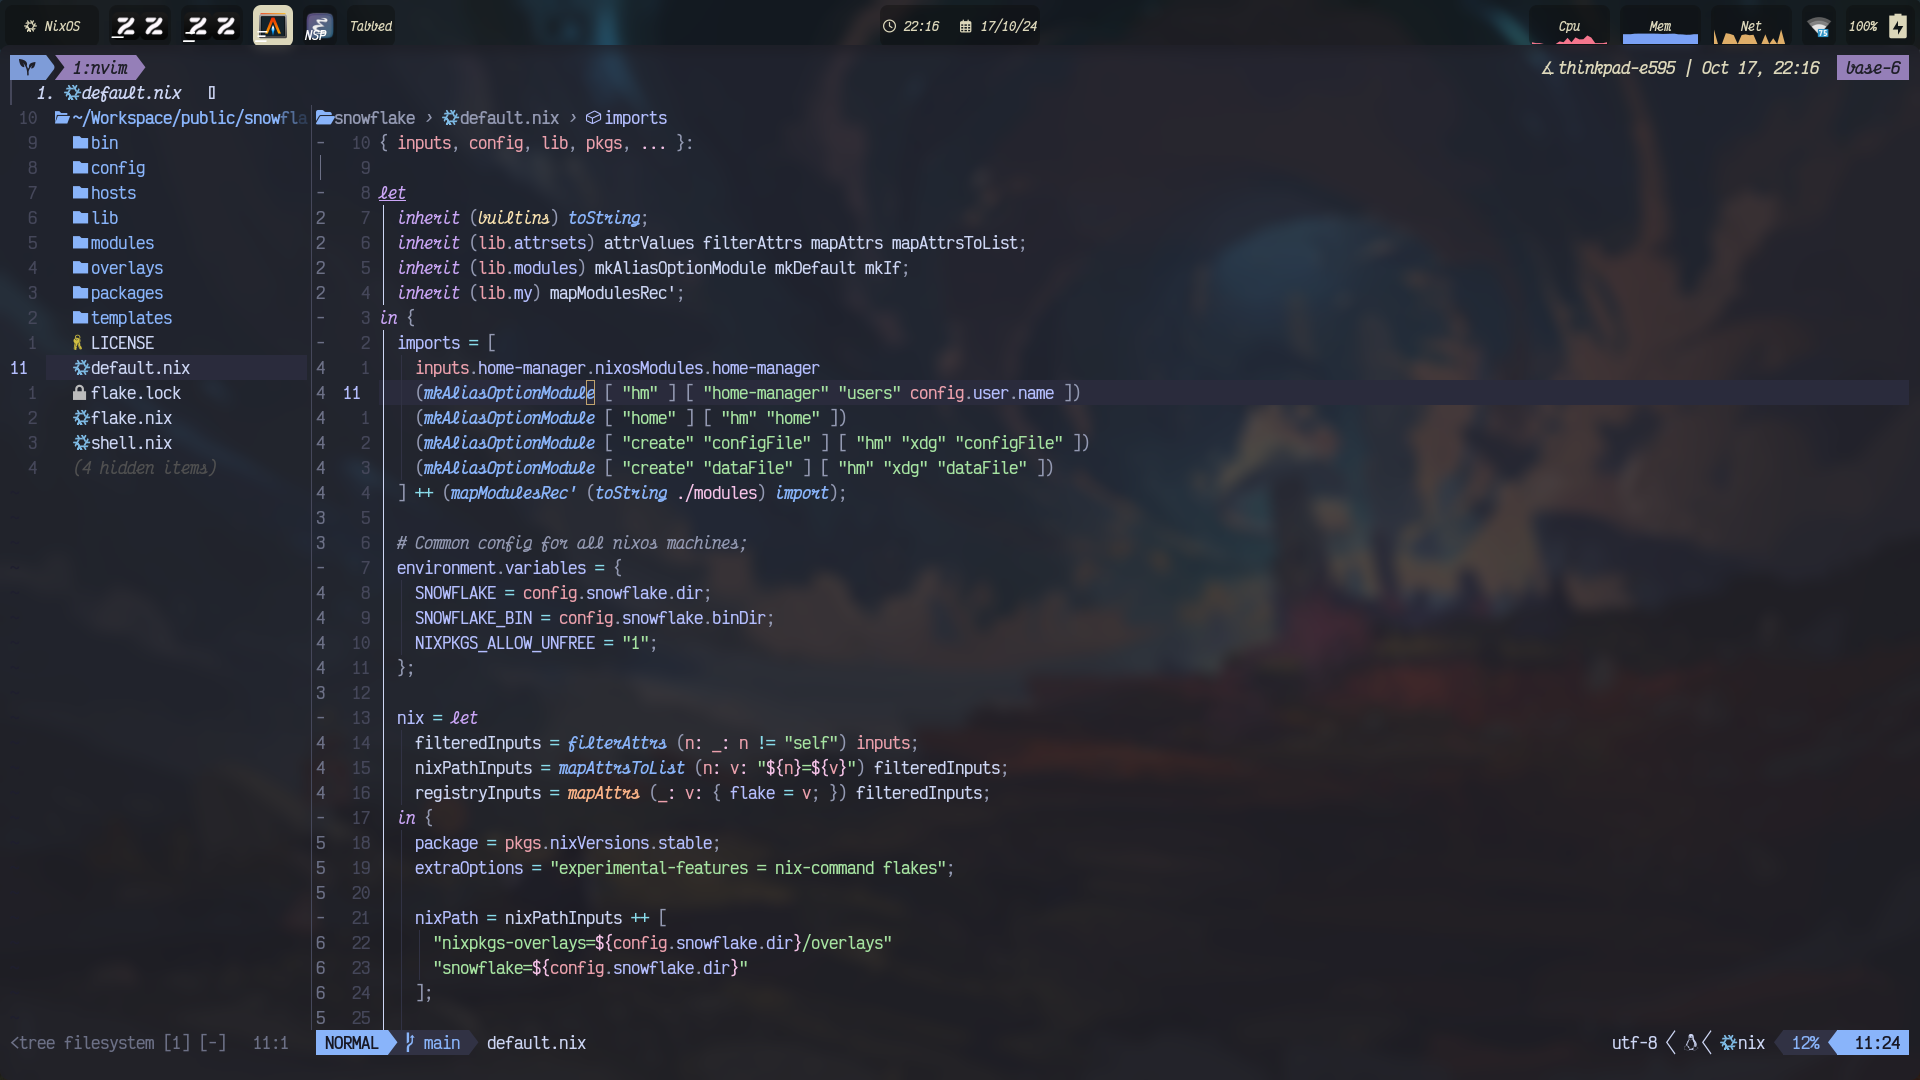 NixOS NSP Tabbed 22:16 17/10/24 Cpu Mem Net 75 100%
1:nvim thinkpad-e595 | Oct 17, 22:16 base-6
1. default.nix
10 ~/Workspace/public/snowfla snowflake › default.nix › imports
9 bin - 10 { inputs, config, lib, pkgs, ... }:
8 config 9
7 hosts - 8 let
6 lib 2 7 inherit (builtins) toString;
5 modules 2 6 inherit (lib.attrsets) attrValues filterAttrs mapAttrs mapAttrsToList;
4 overlays 2 5 inherit (lib.modules) mkAliasOptionModule mkDefault mkIf;
3 packages 2 4 inherit (lib.my) mapModulesRec';
2 templates - 3 in {
1 LICENSE - 2 imports = [
11 default.nix 4 1 inputs.home-manager.nixosModules.home-manager
1 flake.lock 4 11 (mkAliasOptionModule [ "hm" ] [ "home-manager" "users" config.user.name ])
2 flake.nix 4 1 (mkAliasOptionModule [ "home" ] [ "hm" "home" ])
3 shell.nix 4 2 (mkAliasOptionModule [ "create" "configFile" ] [ "hm" "xdg" "configFile" ])
4 (4 hidden items) 4 3 (mkAliasOptionModule [ "create" "dataFile" ] [ "hm" "xdg" "dataFile" ])
4 4 ] ++ (mapModulesRec' (toString ./modules) import);
3 5
3 6 # Common config for all nixos machines;
- 7 environment.variables = {
4 8 SNOWFLAKE = config.snowflake.dir;
4 9 SNOWFLAKE_BIN = config.snowflake.binDir;
4 10 NIXPKGS_ALLOW_UNFREE = "1";
4 11 };
3 12
- 13 nix = let
4 14 filteredInputs = filterAttrs (n: _: n != "self") inputs;
4 15 nixPathInputs = mapAttrsToList (n: v: "${n}=${v}") filteredInputs;
4 16 registryInputs = mapAttrs (_: v: { flake = v; }) filteredInputs;
- 17 in {
5 18 package = pkgs.nixVersions.stable;
5 19 extraOptions = "experimental-features = nix-command flakes";
5 20
- 21 nixPath = nixPathInputs ++ [
6 22 "nixpkgs-overlays=${config.snowflake.dir}/overlays"
6 23 "snowflake=${config.snowflake.dir}"
6 24 ];
5 25
<tree filesystem [1] [-] 11:1 NORMAL main default.nix utf-8 nix 12% 11:24